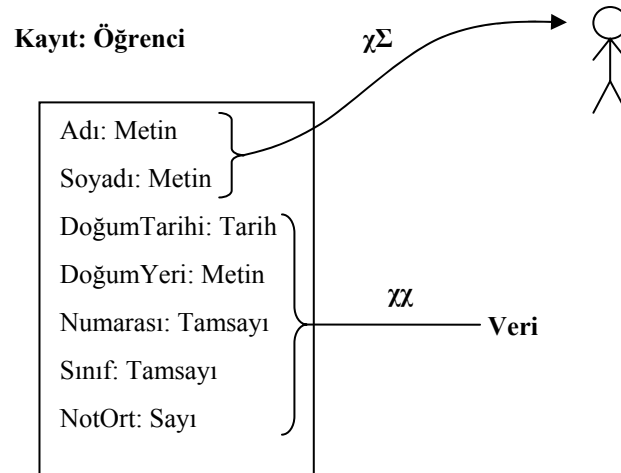 Kayıt: Öğrenci
χΣ
Adı: Metin
Soyadı: Metin
DoğumTarihi: Tarih
DoğumYeri: Metin
χχ
Numarası: Tamsayı
Veri
Sınıf: Tamsayı
NotOrt: Sayı